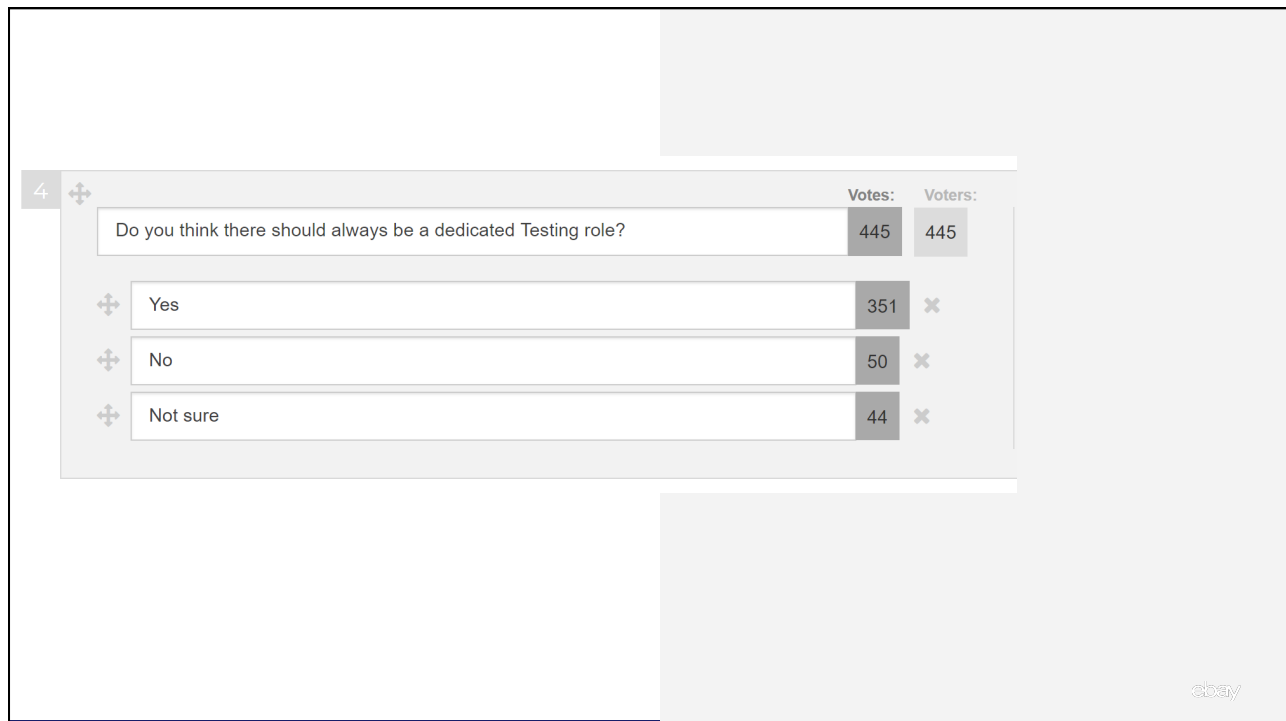 4
Votes: Voters:
Do you think there should always be a dedicated Testing role? 445 445
Yes 351
No 50
Not sure 44
ebay